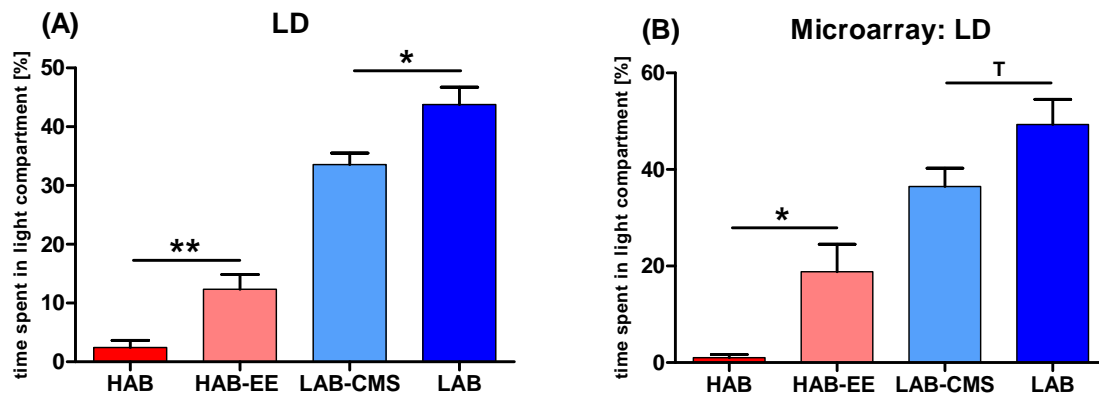 (A)
LD
time spent in light compartment [%]
50
40
30
20
10
0
**
*
HAB
HAB-EE
LAB-CMS
LAB
(B)
Microarray: LD
time spent in light compartment [%]
60
40
20
0
*
T
HAB
HAB-EE
LAB-CMS
LAB